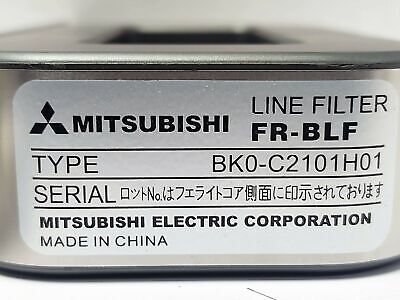 LINE FILTER
MITSUBISHI FR-BLF
TYPE BK0-C2101H01
SERIAL ロットNo.はフェライトコア側面に印示されております
MITSUBISHI ELECTRIC CORPORATION
MADE IN CHINA